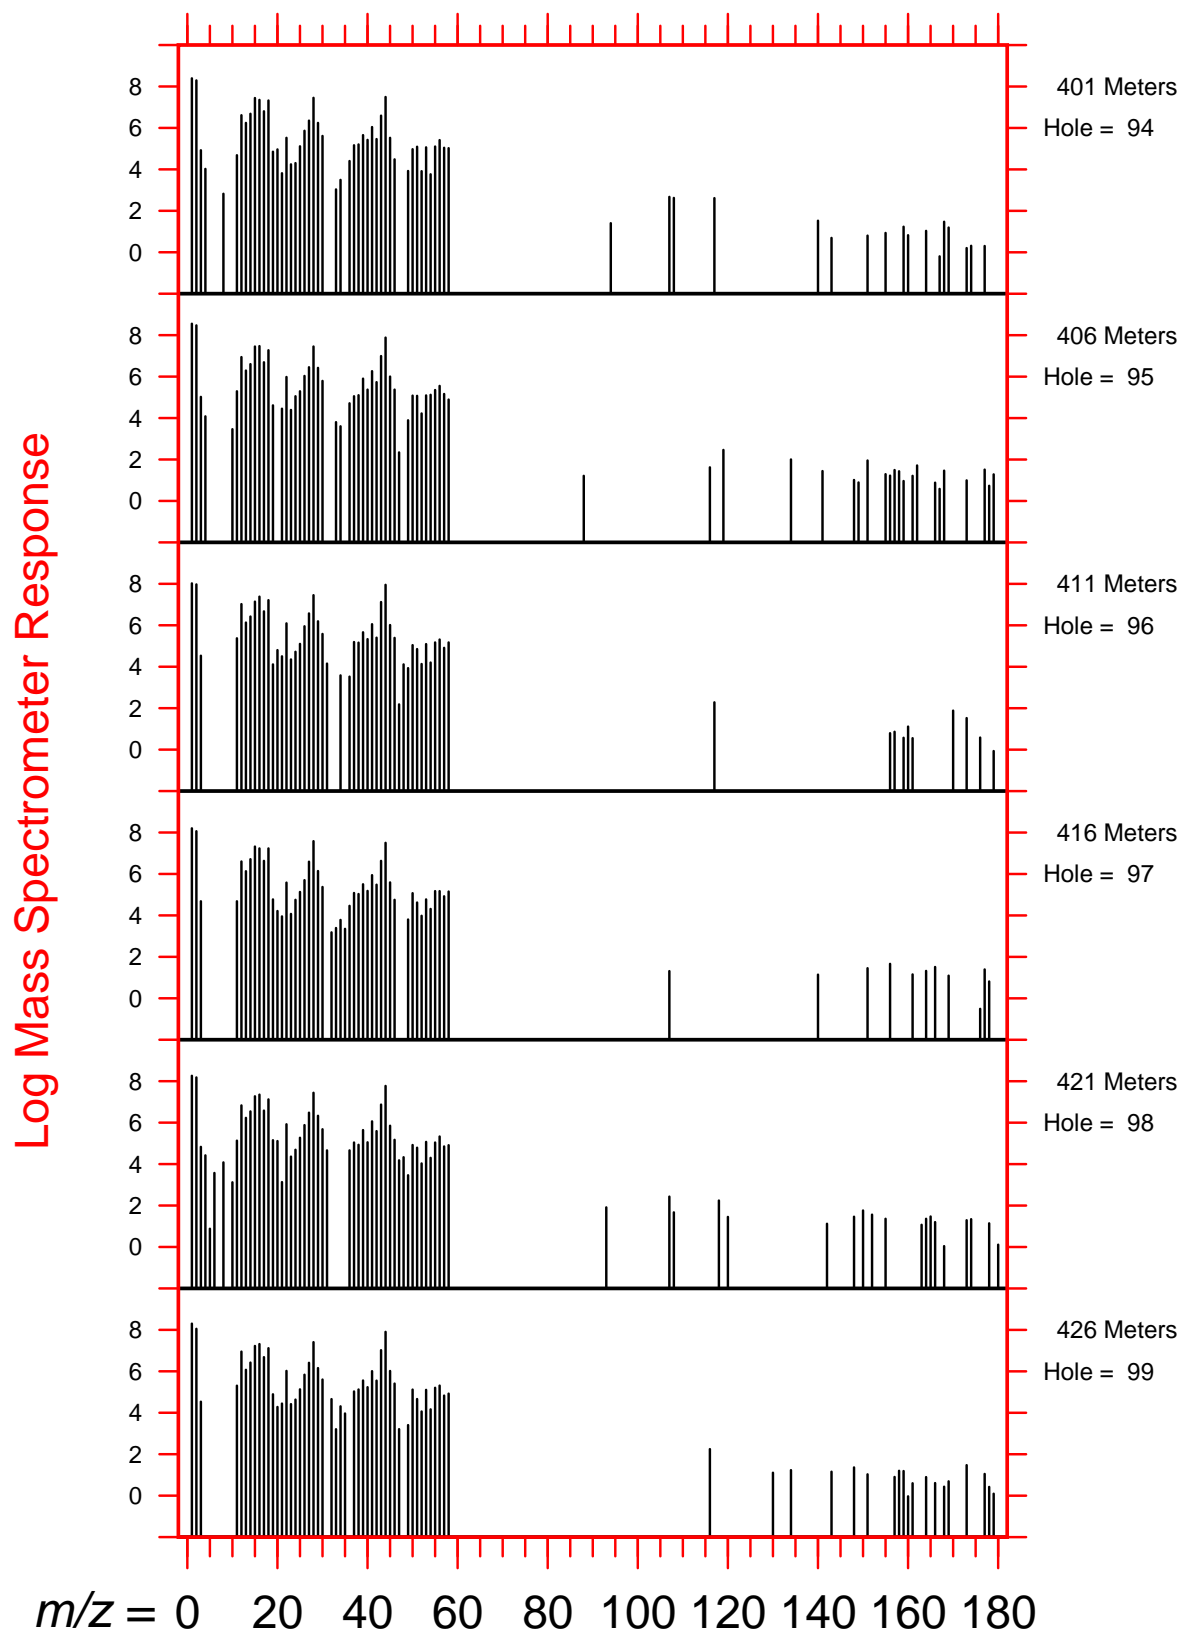 8 401 Meters
6 Hole = 94
4
2
0
8 406 Meters
6 Hole = 95
4
2
0
8 411 Meters
6 Hole = 96
4
2
0
8 416 Meters
6 Hole = 97
4
2
0
8 421 Meters
6 Hole = 98
4
2
0
8 426 Meters
6 Hole = 99
4
2
0
Log Mass Spectrometer Response
m/z = 0 20 40 60 80 100 120 140 160 180